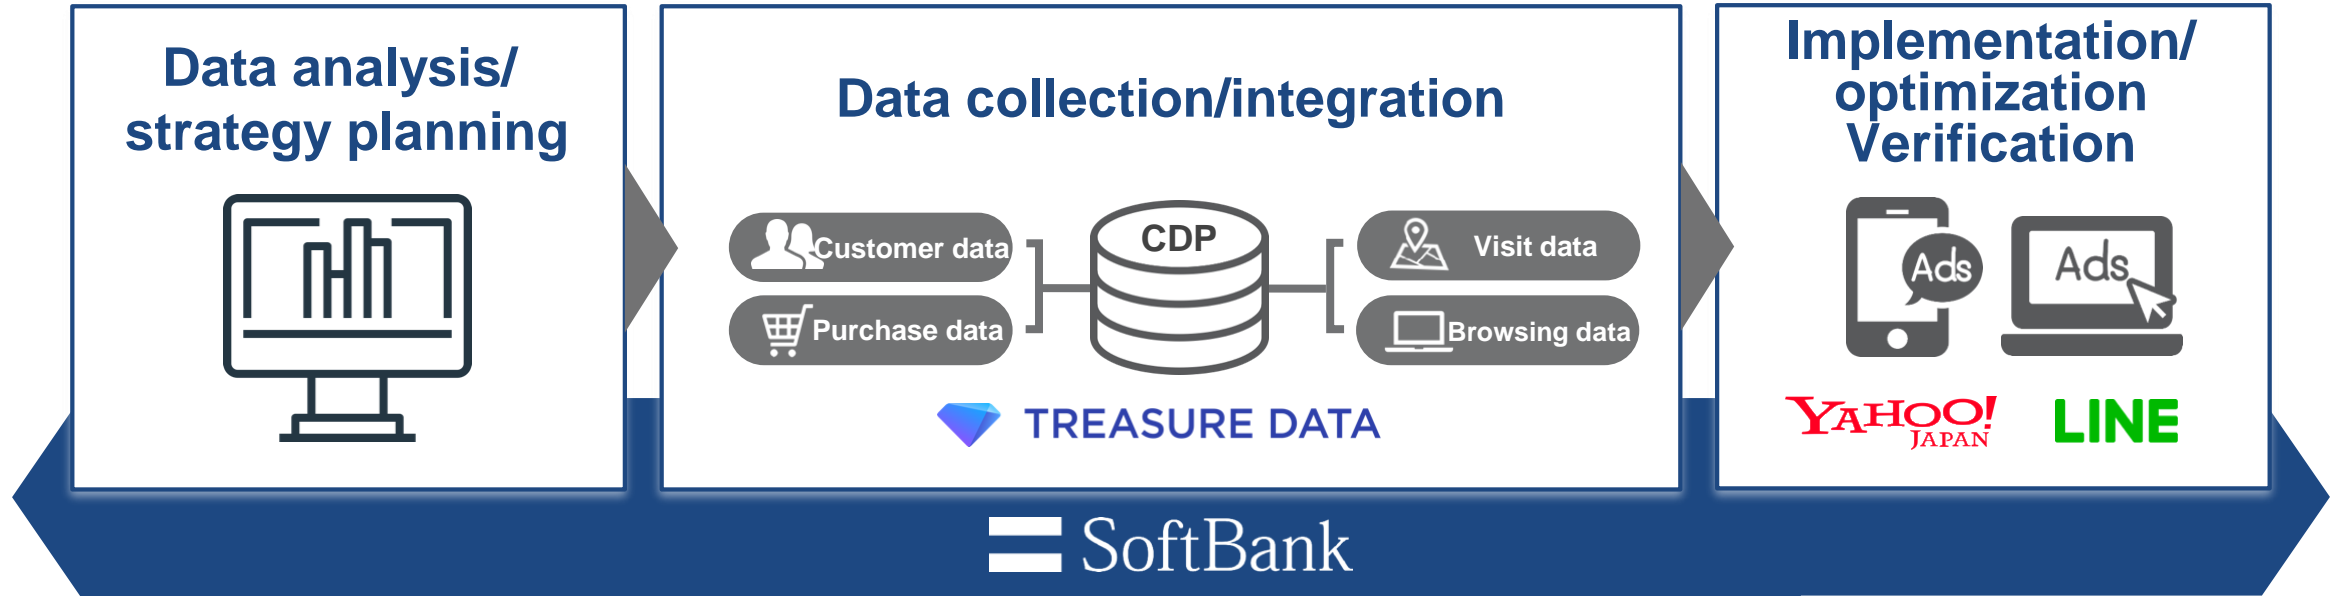 Data analysis/
strategy planning
Data collection/integration
Customer data
Purchase data
CDP
Visit data
Browsing data
TREASURE DATA
Implementation/
optimization
Verification
Ads
Ads
YAHOO!
JAPAN
LINE
SoftBank